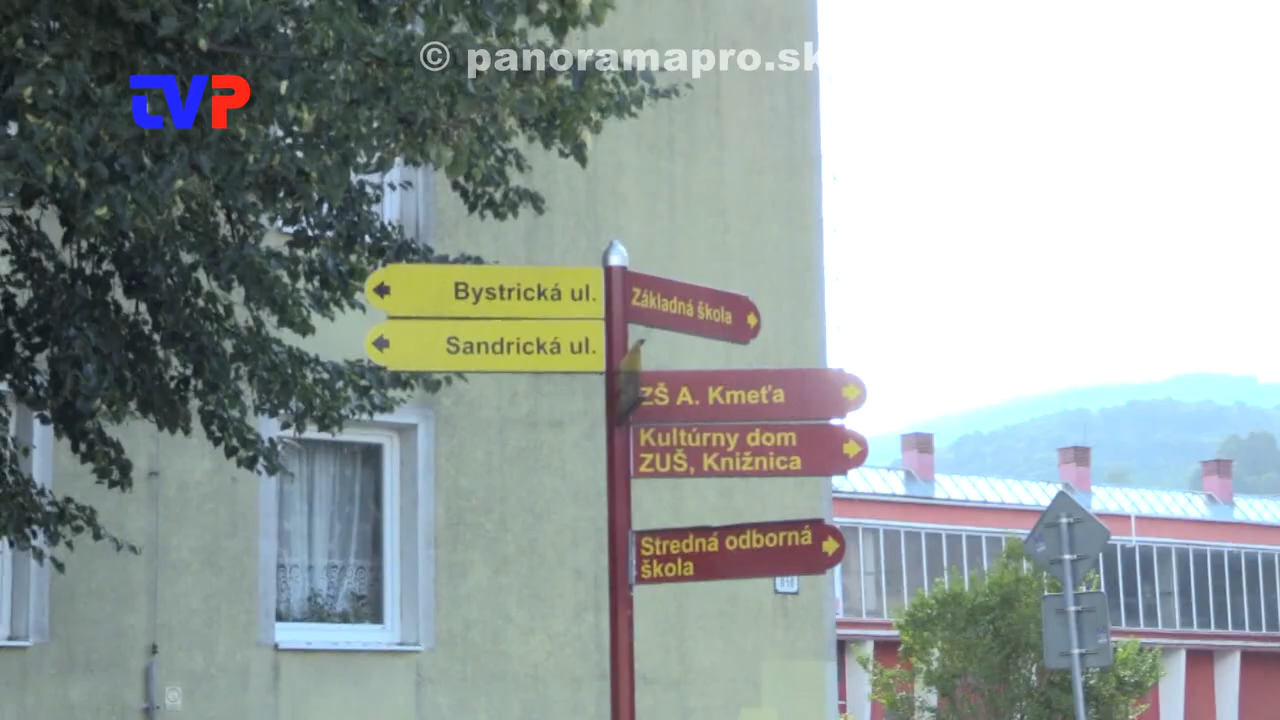 © panoramapro.sk
TVP
Bystrická ul.
Sandrická ul.
Základná škola
ZŠ A. Kmeťa
Kultúrny dom
ZUŠ, Knižnica
Stredná odborná
škola